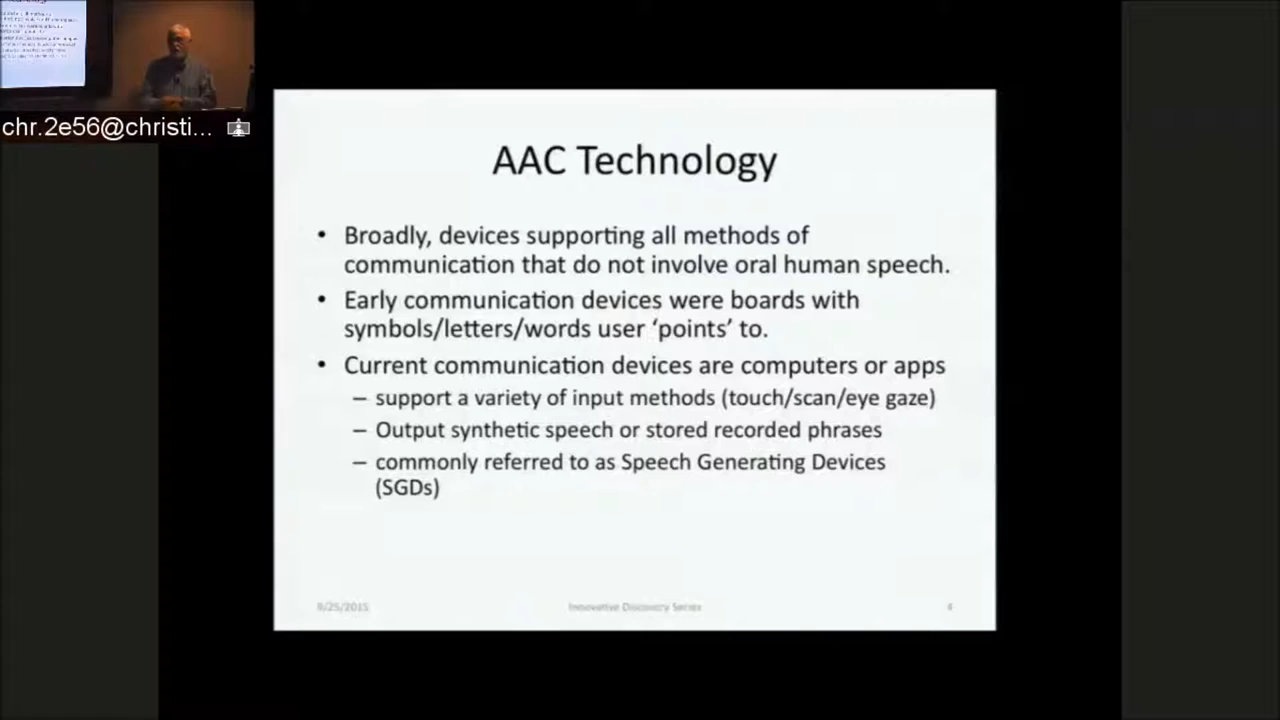 chr.2e56@christi...
AAC Technology
• Broadly, devices supporting all methods of
communication that do not involve oral human speech.
• Early communication devices were boards with
symbols/letters/words user ‘points’ to.
• Current communication devices are computers or apps
– support a variety of input methods (touch/scan/eye gaze)
– Output synthetic speech or stored recorded phrases
– commonly referred to as Speech Generating Devices
(SGDs)
Innovative Discovery Series